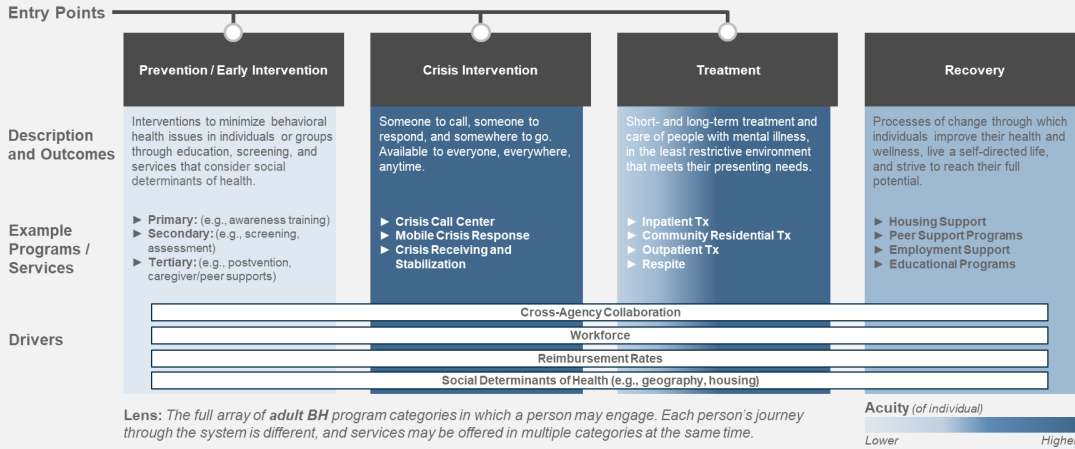 Entry Points
Prevention / Early Intervention
Crisis Intervention
Treatment
Recovery
Description
and Outcomes
Interventions to minimize behavioral
health issues in individuals or groups
through education, screening, and
services that consider social
determinants of health.
Someone to call, someone to
respond, and somewhere to go.
Available to everyone, everywhere,
anytime.
Short- and long-term treatment and
care of people with mental illness,
in the least restrictive environment
that meets their presenting needs.
Processes of change through which
individuals improve their health and
wellness, live a self-directed life,
and strive to reach their full
potential.
Example
Programs /
Services
► Primary: (e.g., awareness training)
► Secondary: (e.g., screening,
assessment)
► Tertiary: (e.g., postvention,
caregiver/peer supports)
► Crisis Call Center
► Mobile Crisis Response
► Crisis Receiving and
Stabilization
► Inpatient Tx
► Community Residential Tx
► Outpatient Tx
► Respite
► Housing Support
► Peer Support Programs
► Employment Support
► Educational Programs
Drivers
Cross-Agency Collaboration
Workforce
Reimbursement Rates
Social Determinants of Health (e.g., geography, housing)
Lens: The full array of adult BH program categories in which a person may engage. Each person's journey
through the system is different, and services may be offered in multiple categories at the same time.
Acuity (of individual)
Lower Higher